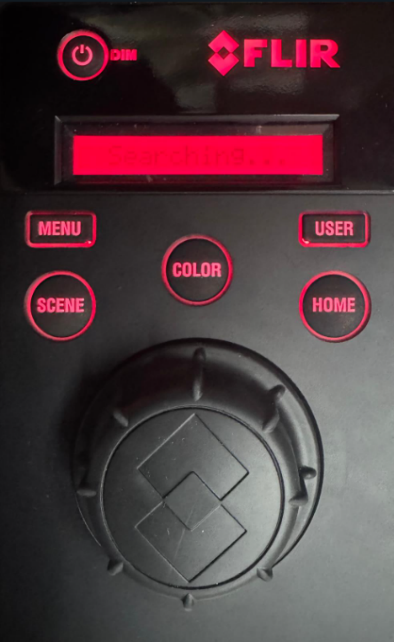 DIM
FLIR
Searching...
MENU
USER
COLOR
SCENE
HOME